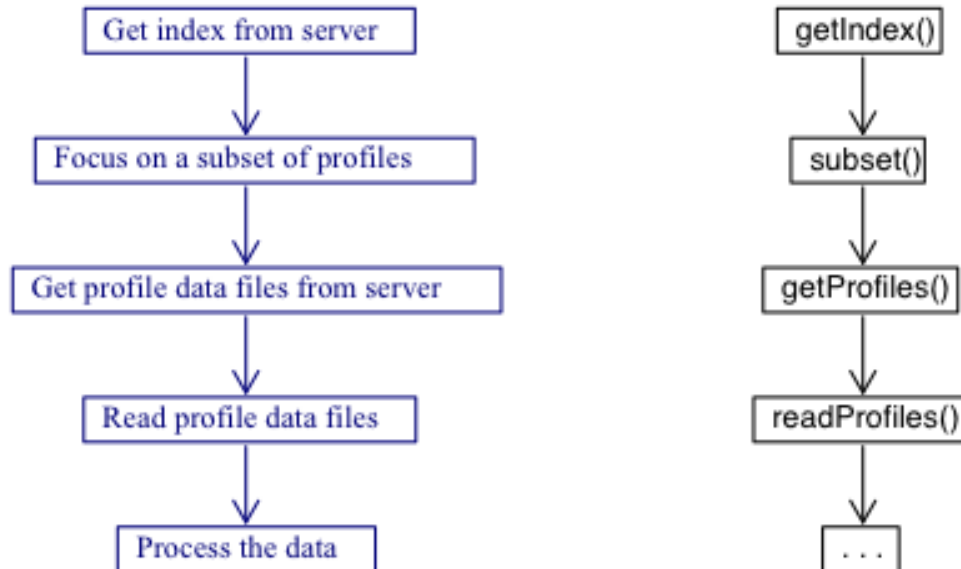 Get index from server
getIndex()
Focus on a subset of profiles
subset()
Get profile data files from server
getProfiles()
Read profile data files
readProfiles()
Process the data
. . .